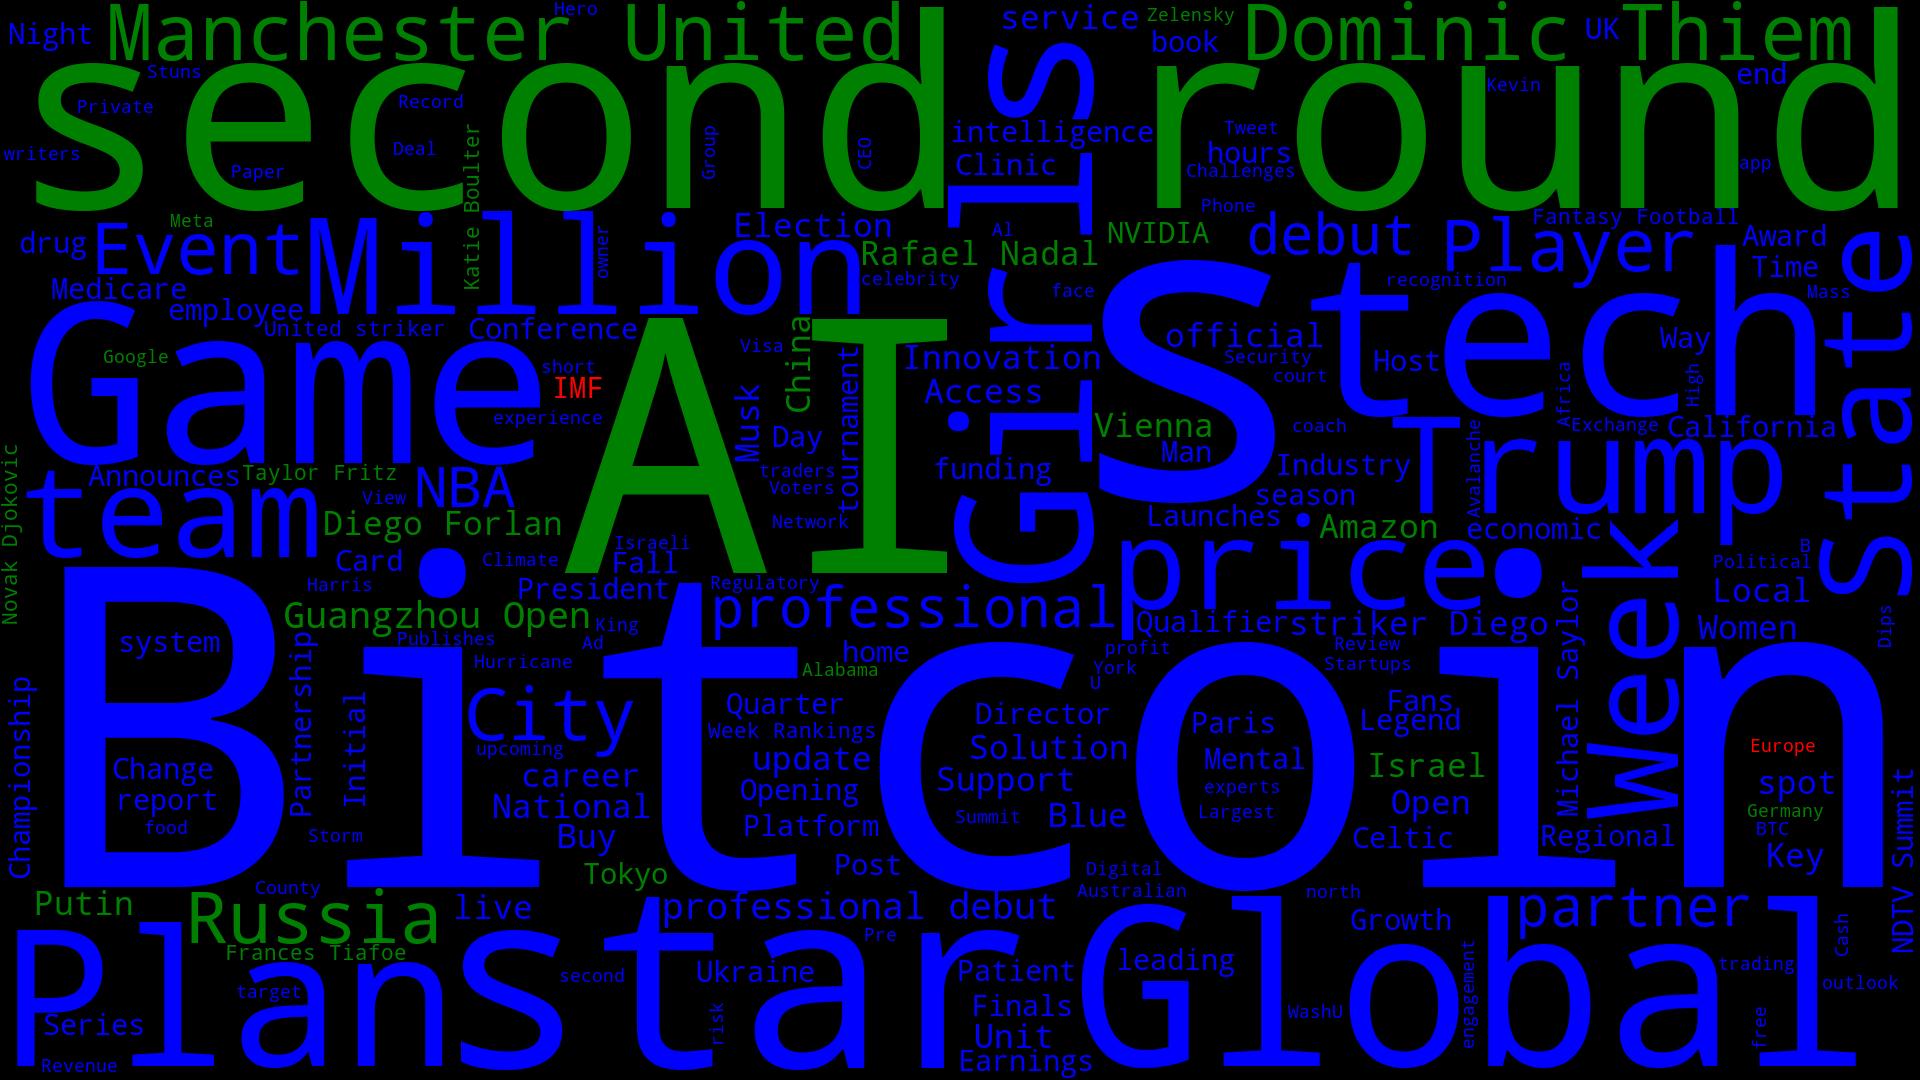 Night
Manchester United
Hero
service
Zelensky
book
Dominic Thiem
UK
second round
Stuns
Private
Record
writers
Deal
Paper
Katie Boulter
Group
CEO
Girls
intelligence
Clinic
Tweet
hours
Challenges
Kevin
end
app
Phone
Meta
drug
Event
Million
owner
Election
Al
NVIDIA
Rafael Nadal
celebrity
face
debut
Fantasy Football
Player
recognition
Award
Time
Mass
State
Medicare
employee
United striker
Conference
Game
Google
short
IMF
experience
AI
Visa
China
Musk
Day
tournament
traders
Voters
Network
Innovation
Access
funding
S
tech
official
Security
court
Host
Way
High
Africa
Vienna
Man
coach
Industry
season
Exchange
California
Trump
Avalanche
Novak Djokovic
Announces
Taylor Fritz
team
View
NBA
Diego Forlan
Card
Climate
Israeli
Fall
Harris
President
Regulatory
Launches
Amazon
economic
price
Week
B
Political
Local
Women
Dips
Bitcoin
system
Guangzhou Open
King
Publishes
Ad
professional
Qualifier
striker Diego
Review
Startups
Michael Saylor
Hurricane
home
Alabama
profit
York
U
Championship
Partnership
Initial
City
upcoming
Quarter
Week Rankings
update
Director
Solution
Support
Paris
Mental
experts
Largest
Fans
Legend
Israel
Open
Celtic
Europe
spot
Germany
BTC
Key
NDTV Summit
Change
report
food
Storm
career
National
Buy
Opening
Platform
Summit
Blue
Regional
Tokyo
Post
Digital
Australian
north
Putin
County
Russia
live
professional debut
Growth
partner
Cash
Frances Tiafoe
Pre
Plan
star
Global
target
second
Ukraine
Patient
leading
trading
outlook
Series
risk
Finals
Unit
WashU
engagement
free
Revenue
Earnings